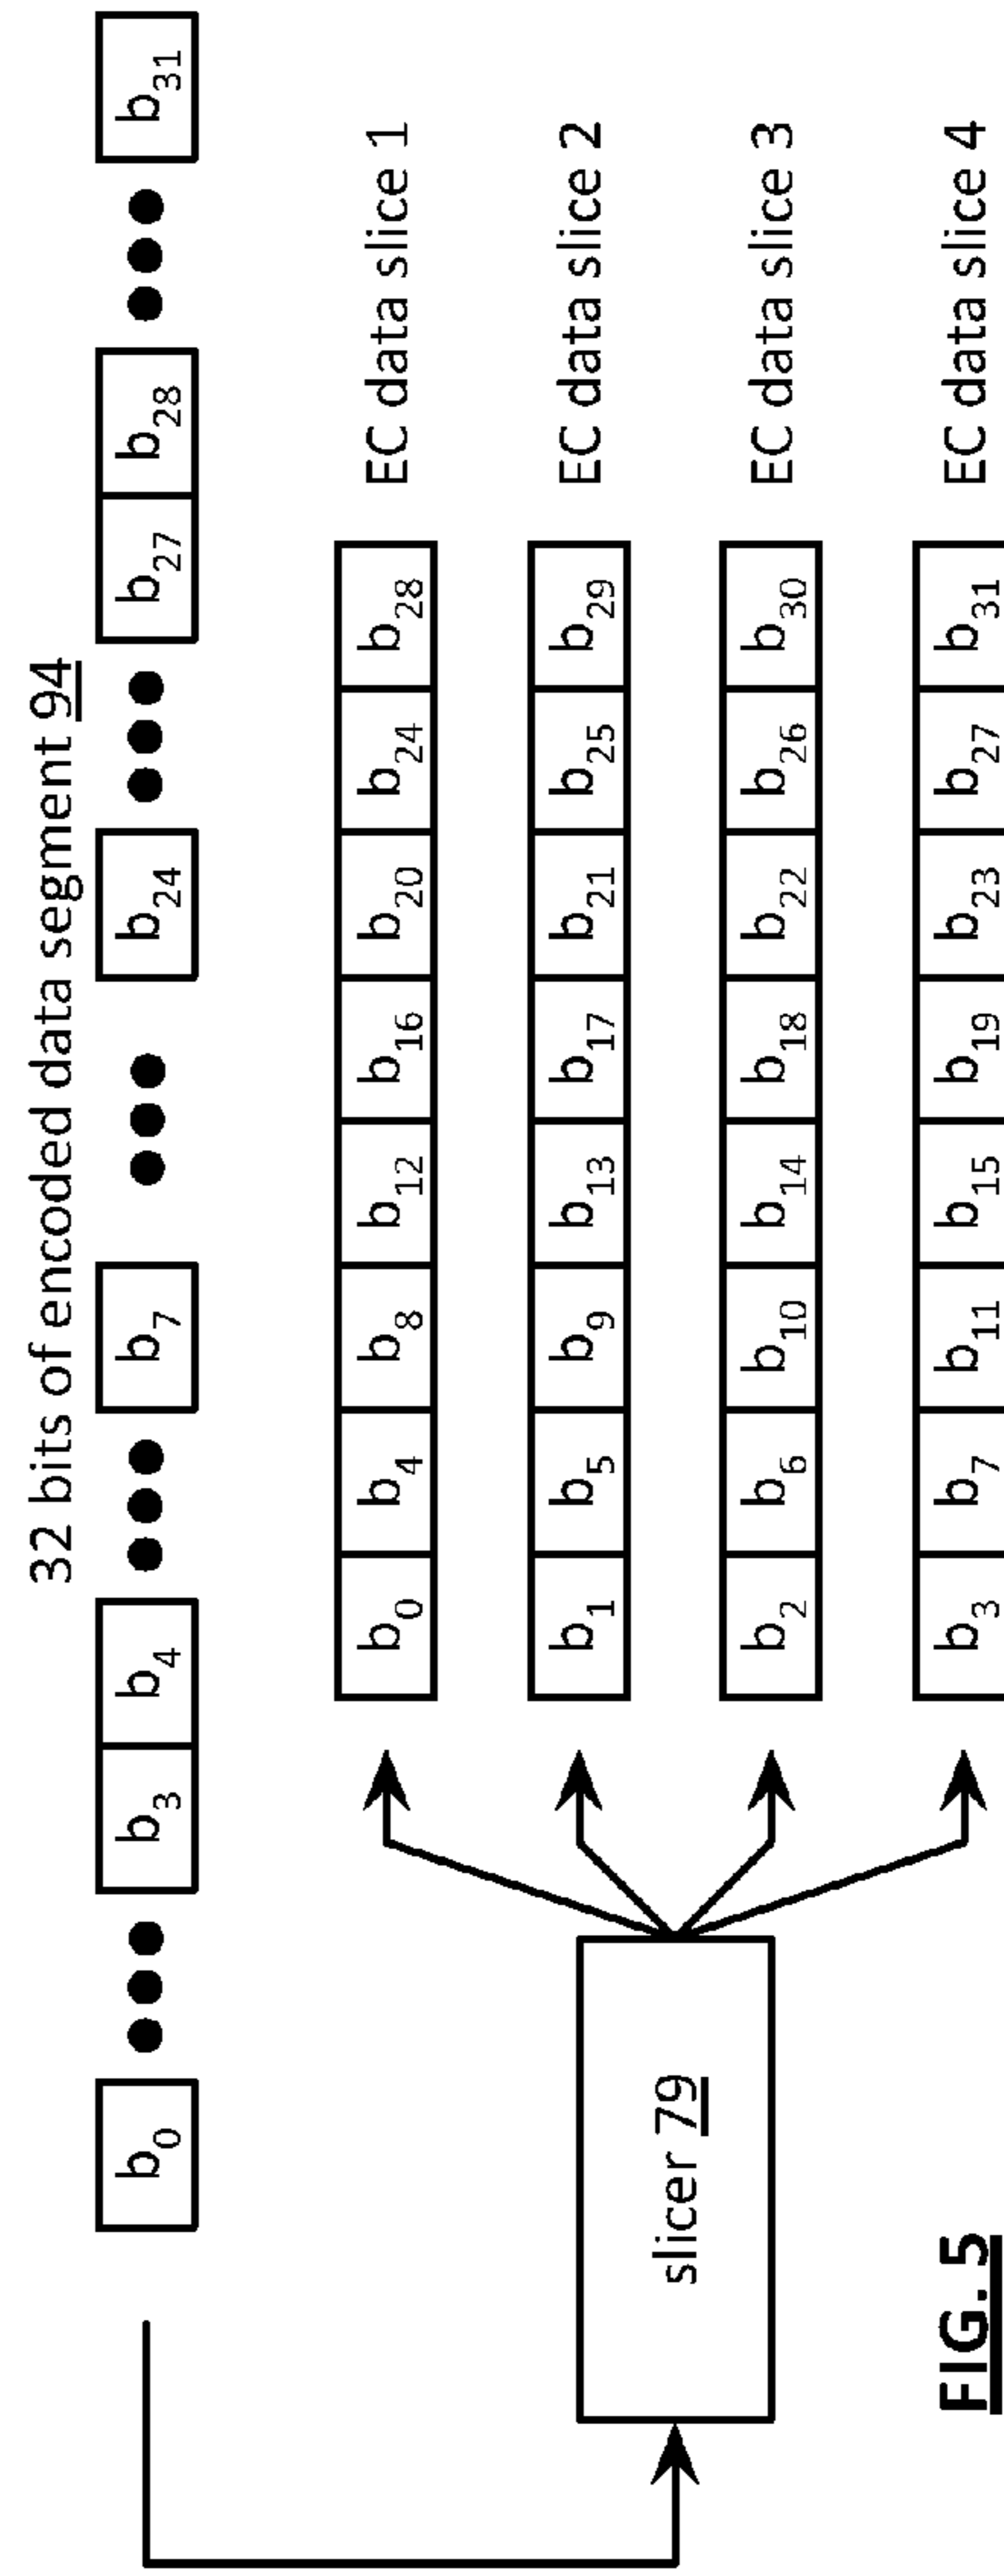 32 bits of encoded data segment 94
b0 ●●● b3 b4 ●●● b7 ●●● b24 ●●● b27 b28 ●●● b31
b0 b4 b8 b12 b16 b20 b24 b28 EC data slice 1
b1 b5 b9 b13 b17 b21 b25 b29 EC data slice 2
slicer 79
b2 b6 b10 b14 b18 b22 b26 b30 EC data slice 3
b3 b7 b11 b15 b19 b23 b27 b31 EC data slice 4
FIG. 5